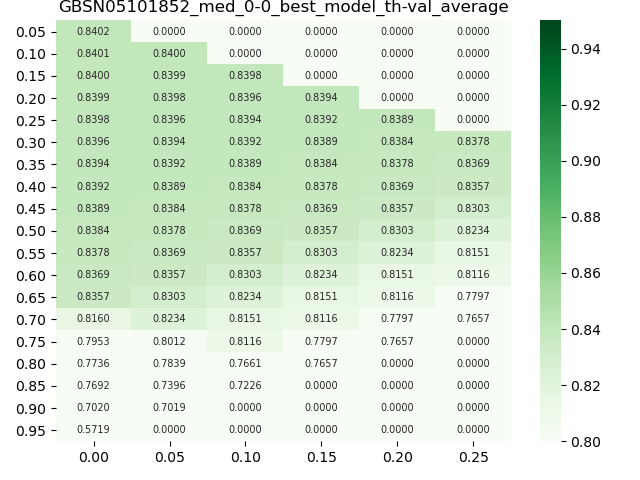 GBSN05101852_med_0-0_best_model_th-val_average
0.05 0.8402 0.0000 0.0000 0.0000 0.0000 0.0000
0.10 0.8401 0.8400 0.0000 0.0000 0.0000 0.0000
0.15 0.8400 0.8399 0.8398 0.0000 0.0000 0.0000
0.20 0.8399 0.8398 0.8396 0.8394 0.0000 0.0000
0.25 0.8398 0.8396 0.8394 0.8392 0.8389 0.0000
0.30 0.8396 0.8394 0.8392 0.8389 0.8384 0.8378
0.35 0.8394 0.8392 0.8389 0.8384 0.8378 0.8369
0.40 0.8392 0.8389 0.8384 0.8378 0.8369 0.8357
0.45 0.8389 0.8384 0.8378 0.8369 0.8357 0.8303
0.50 0.8384 0.8378 0.8369 0.8357 0.8303 0.8234
0.55 0.8378 0.8369 0.8357 0.8303 0.8234 0.8151
0.60 0.8369 0.8357 0.8303 0.8234 0.8151 0.8116
0.65 0.8357 0.8303 0.8234 0.8151 0.8116 0.7797
0.70 0.8160 0.8234 0.8151 0.8116 0.7797 0.7657
0.75 0.7953 0.8012 0.8116 0.7797 0.7657 0.0000
0.80 0.7736 0.7839 0.7661 0.7657 0.0000 0.0000
0.85 0.7692 0.7396 0.7226 0.0000 0.0000 0.0000
0.90 0.7020 0.7019 0.0000 0.0000 0.0000 0.0000
0.95 0.5719 0.0000 0.0000 0.0000 0.0000 0.0000
0.00 0.05 0.10 0.15 0.20 0.25
0.94
0.92
0.90
0.88
0.86
0.84
0.82
0.80